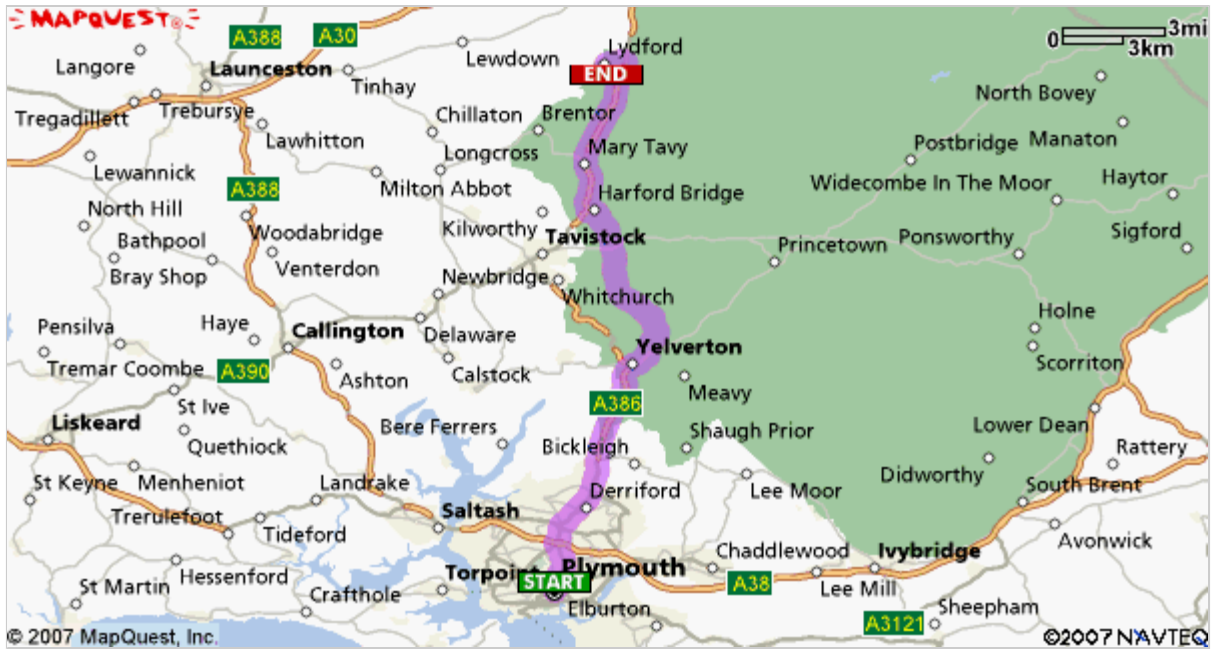 MAPQUEST
A388
A30
Lydford
0 3mi
3km
Langore
Launceston
Lewdown
END
Tinhay
North Bovey
Tregadillett
Trebursye
Chillaton
Brentor
Lawhitton
Postbridge
Manaton
Longcross
Mary Tavy
Lewannick
A388
Milton Abbot
Harford Bridge
Widecombe In The Moor
Haytor
North Hill
Woodabridge
Kilworthy
Tavistock
Bathpool
Princetown
Ponsworthy
Sigford
Bray Shop
Venterdon
Newbridge
Whitchurch
Pensilva
Haye
Callington
Delaware
Holne
Yelverton
Scorriton
Tremar Coombe
A390
Ashton
Calstock
Meavy
St Ive
A386
Liskeard
Bere Ferrers
Lower Dean
Quethiock
Bickleigh
Shaugh Prior
Rattery
Didworthy
St Keyne
Menheniot
Landrake
Derriford
Lee Moor
South Brent
Trerulefoot
Saltash
Tideford
Avonwick
Chaddlewood
Ivybridge
St Martin
Hessenford
Torpoint
Plymouth
START
A38
Lee Mill
Crafthole
Elburton
Sheepham
A3121
© 2007 MapQuest, Inc.
©2007 NAVTEQ